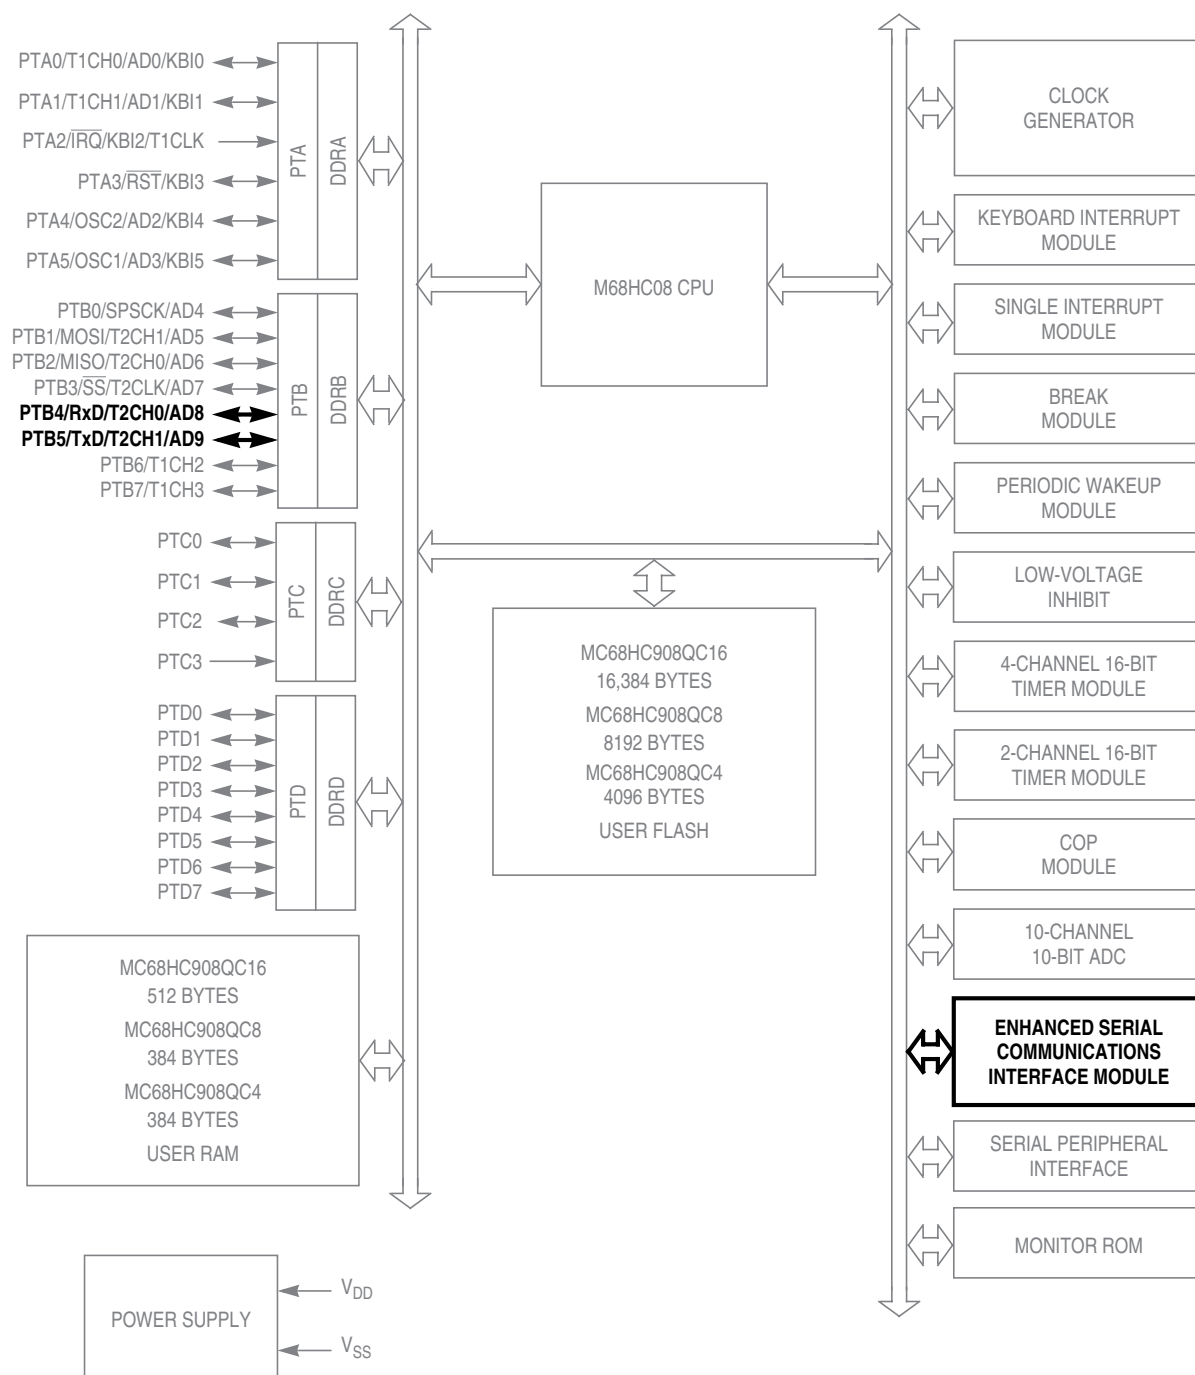 PTA0/T1CH0/AD0/KBI0
PTA1/T1CH1/AD1/KBI1
PTA2/IRQ/KBI2/T1CLK
PTA3/RST/KBI3
PTA4/OSC2/AD2/KBI4
PTA5/OSC1/AD3/KBI5
PTA
DDRA
PTB0/SPSCK/AD4
PTB1/MOSI/T2CH1/AD5
PTB2/MISO/T2CH0/AD6
PTB3/SS/T2CLK/AD7
PTB4/RxD/T2CH0/AD8
PTB5/TxD/T2CH1/AD9
PTB6/T1CH2
PTB7/T1CH3
PTB
DDRB
PTC0
PTC1
PTC2
PTC3
PTC
DDRC
PTD0
PTD1
PTD2
PTD3
PTD4
PTD5
PTD6
PTD7
PTD
DDRD
MC68HC908QC16
512 BYTES
MC68HC908QC8
384 BYTES
MC68HC908QC4
384 BYTES
USER RAM
POWER SUPPLY
VDD
VSS
M68HC08 CPU
MC68HC908QC16
16,384 BYTES
MC68HC908QC8
8192 BYTES
MC68HC908QC4
4096 BYTES
USER FLASH
CLOCK
GENERATOR
KEYBOARD INTERRUPT
MODULE
SINGLE INTERRUPT
MODULE
BREAK
MODULE
PERIODIC WAKEUP
MODULE
LOW-VOLTAGE
INHIBIT
4-CHANNEL 16-BIT
TIMER MODULE
2-CHANNEL 16-BIT
TIMER MODULE
COP
MODULE
10-CHANNEL
10-BIT ADC
ENHANCED SERIAL
COMMUNICATIONS
INTERFACE MODULE
SERIAL PERIPHERAL
INTERFACE
MONITOR ROM